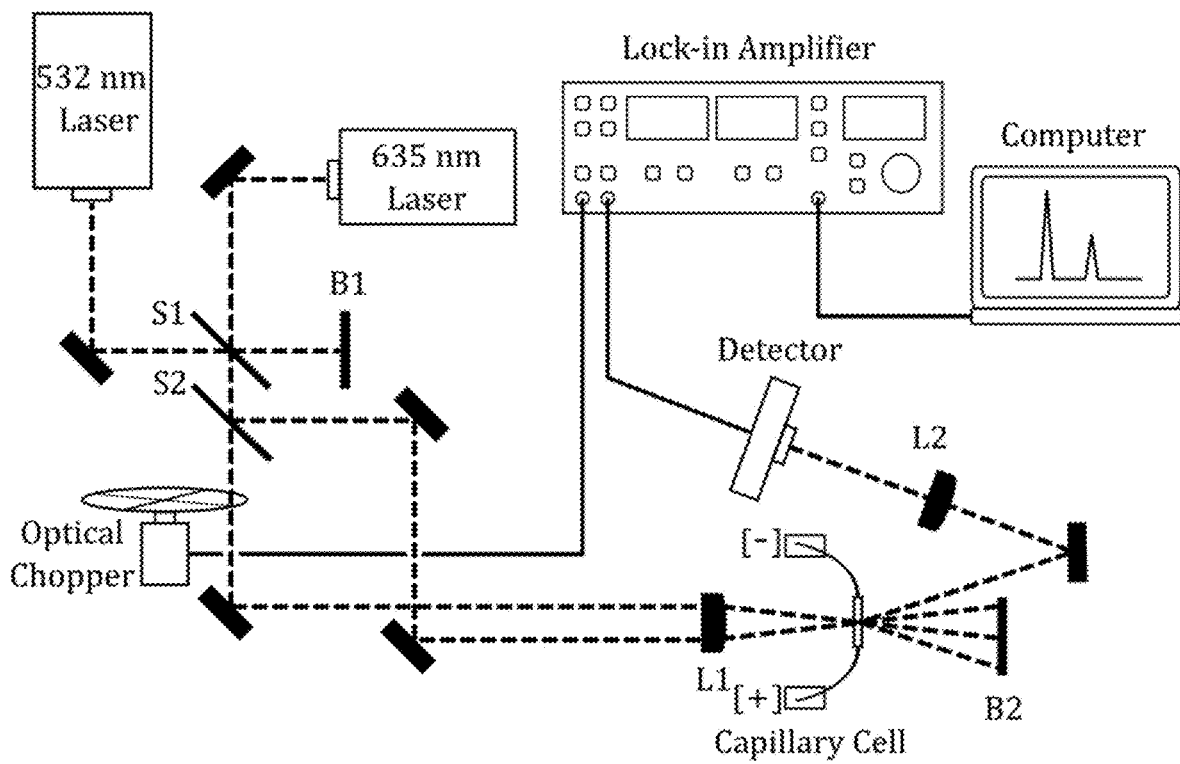 532 nm
Laser
635 nm
Laser
Lock-in Amplifier
Computer
B1
S1
S2
Detector
L2
Optical
Chopper
[-]
L1
[+]
B2
Capillary Cell